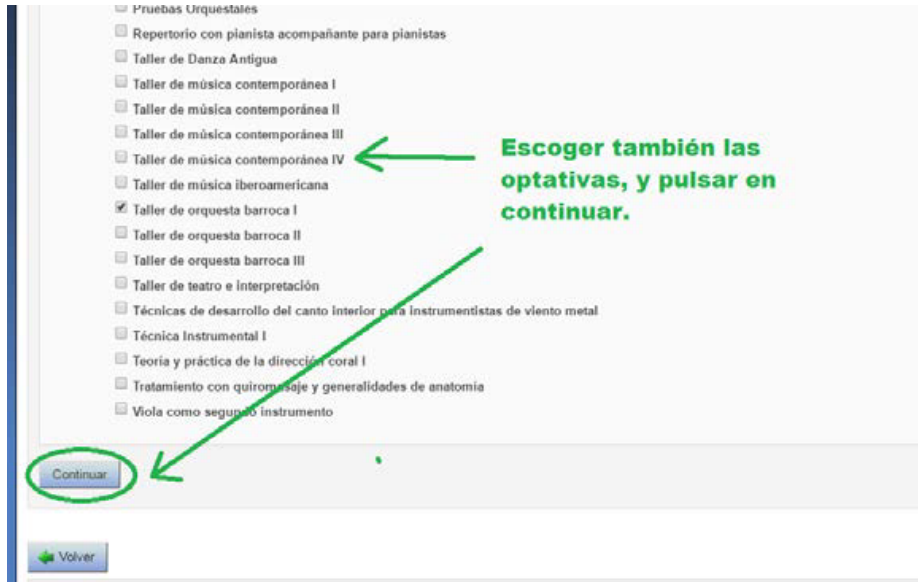 Pruebas Orquestales
Repertorio con pianista acompañante para pianistas
Taller de Danza Antigua
Taller de música contemporánea I
Taller de música contemporánea II
Taller de música contemporánea III
Taller de música contemporánea IV
Taller de música iberoamericana
Taller de orquesta barroca I
Taller de orquesta barroca II
Taller de orquesta barroca III
Taller de teatro e interpretación
Técnicas de desarrollo del canto interior para instrumentistas de viento metal
Técnica Instrumental I
Teoría y práctica de la dirección coral I
Tratamiento con quiromasaje y generalidades de anatomía
Viola como segundo instrumento
Escoger también las
optativas, y pulsar en
continuar.
Continuar
Volver